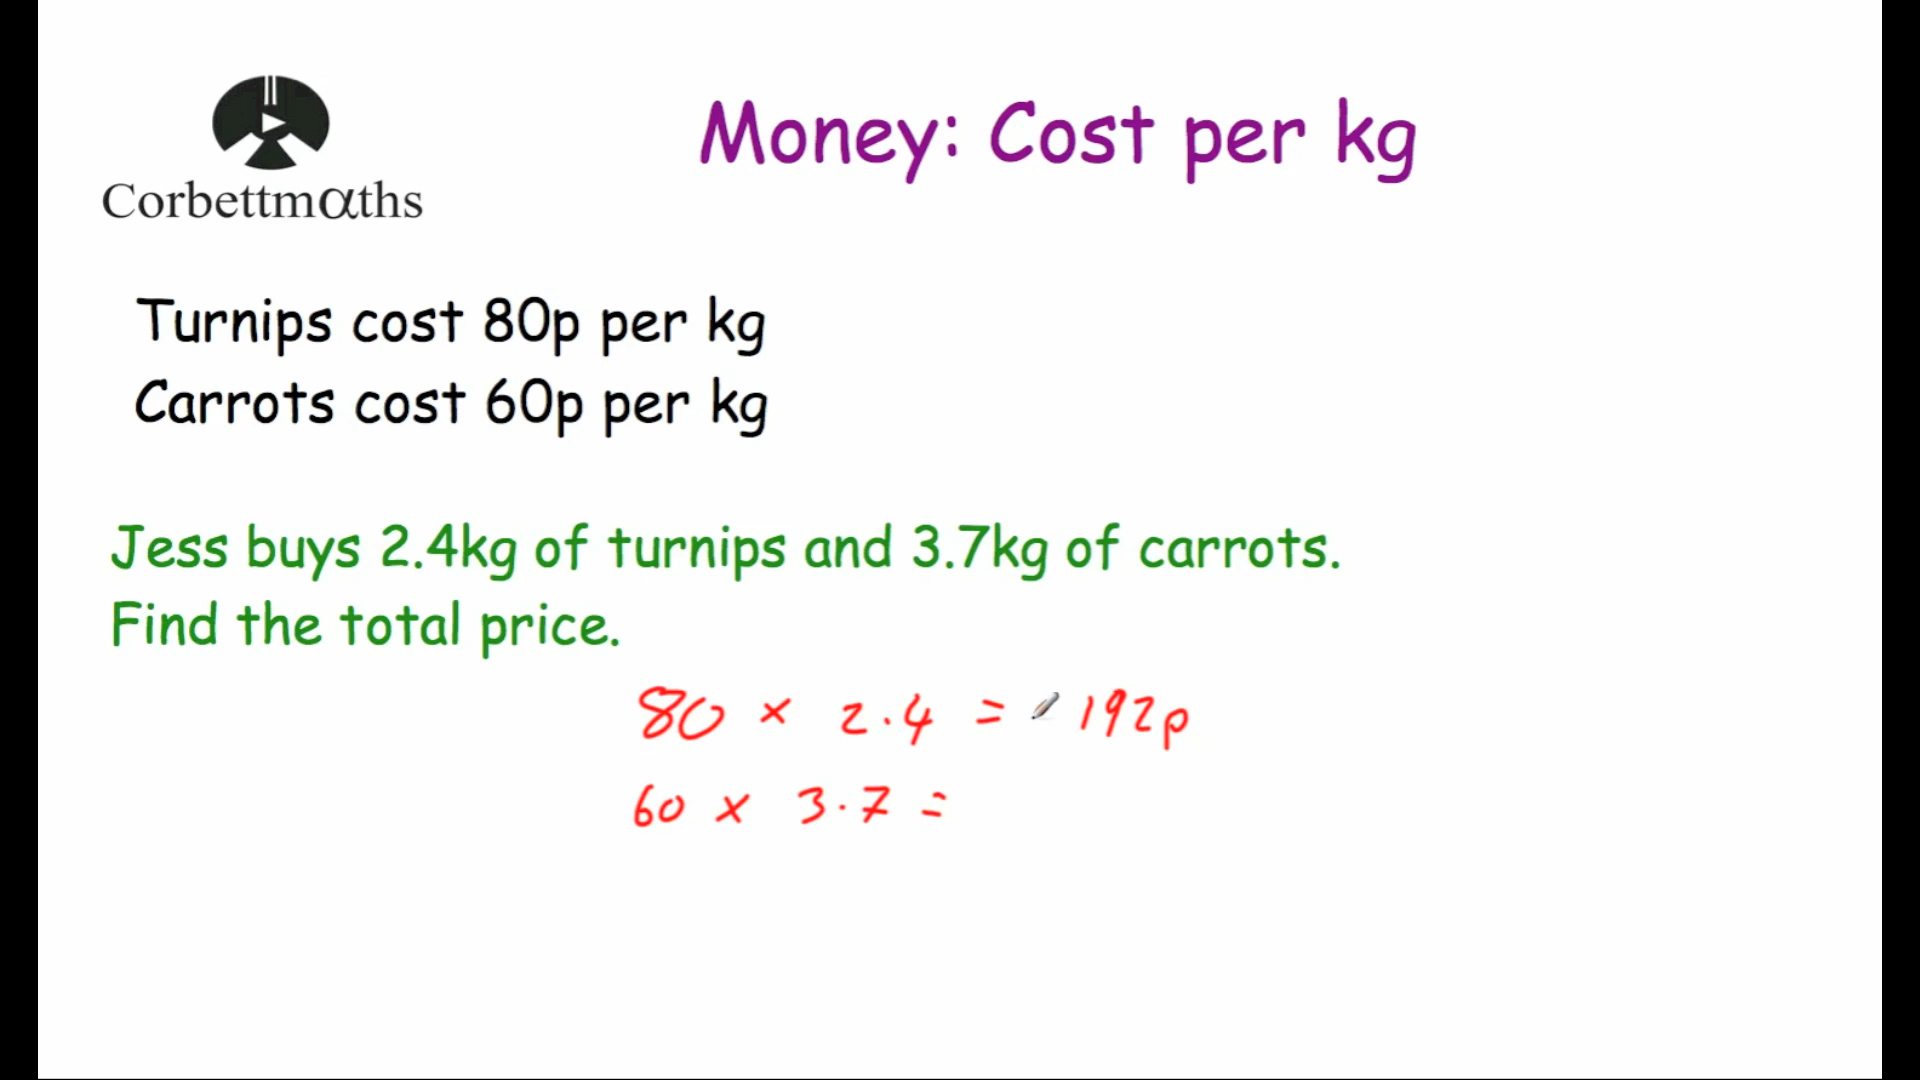 Corbettmαths
Money: Cost per kg
Turnips cost 80p per kg
Carrots cost 60p per kg
Jess buys 2.4kg of turnips and 3.7kg of carrots.
Find the total price.
80 × 2.4 = 192p
60 × 3.7 =